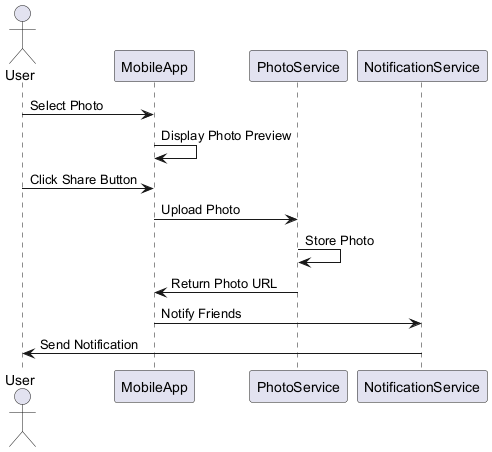 User
MobileApp
PhotoService
NotificationService
Select Photo
Display Photo Preview
Click Share Button
Upload Photo
Store Photo
Return Photo URL
Notify Friends
Send Notification
User
MobileApp
PhotoService
NotificationService